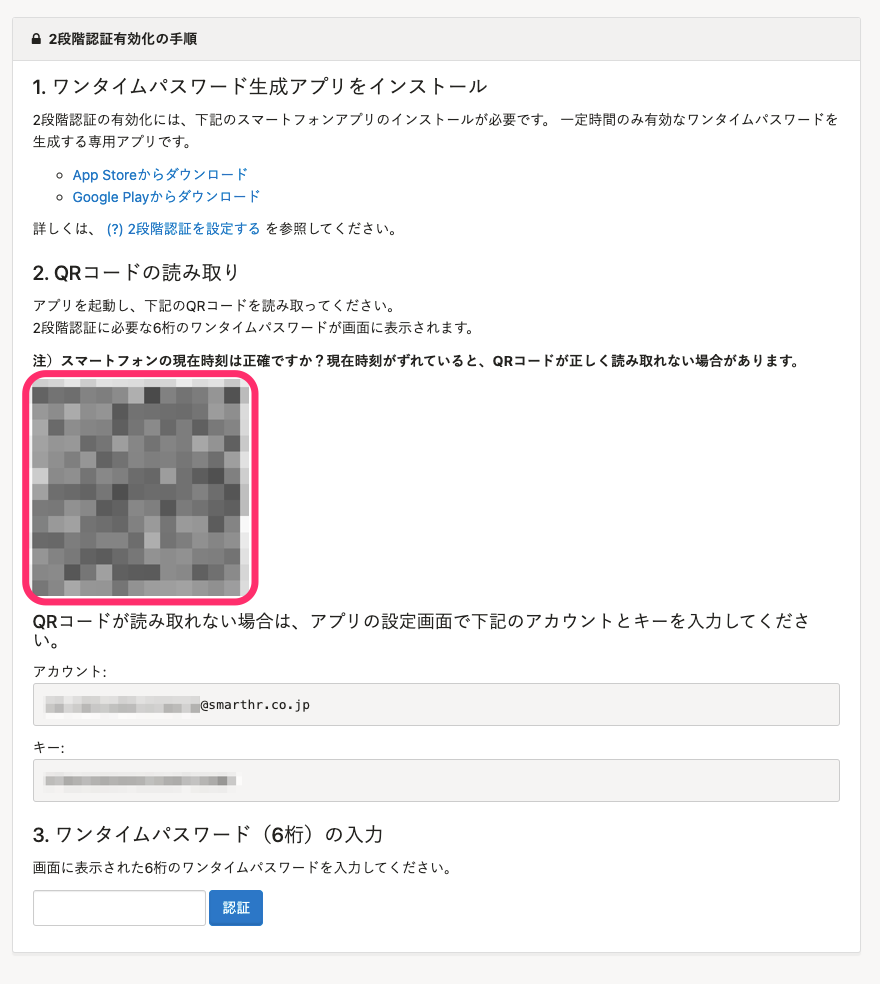 2段階認証有効化の手順
1. ワンタイムパスワード生成アプリをインストール
2段階認証の有効化には、下記のスマートフォンアプリのインストールが必要です。 一定時間のみ有効なワンタイムパスワードを
生成する専用アプリです。
App Storeからダウンロード
Google Playからダウンロード
詳しくは、 (?) 2段階認証を設定する を参照してください。
2. QRコードの読み取り
アプリを起動し、下記のQRコードを読み取ってください。
2段階認証に必要な6桁のワンタイムパスワードが画面に表示されます。
注）スマートフォンの現在時刻は正確ですか？現在時刻がずれていると、QRコードが正しく読み取れない場合があります。
QRコードが読み取れない場合は、アプリの設定画面で下記のアカウントとキーを入力してくださ
い。
アカウント:
@smarthr.co.jp
キー:
3. ワンタイムパスワード（6桁）の入力
画面に表示された6桁のワンタイムパスワードを入力してください。
認証